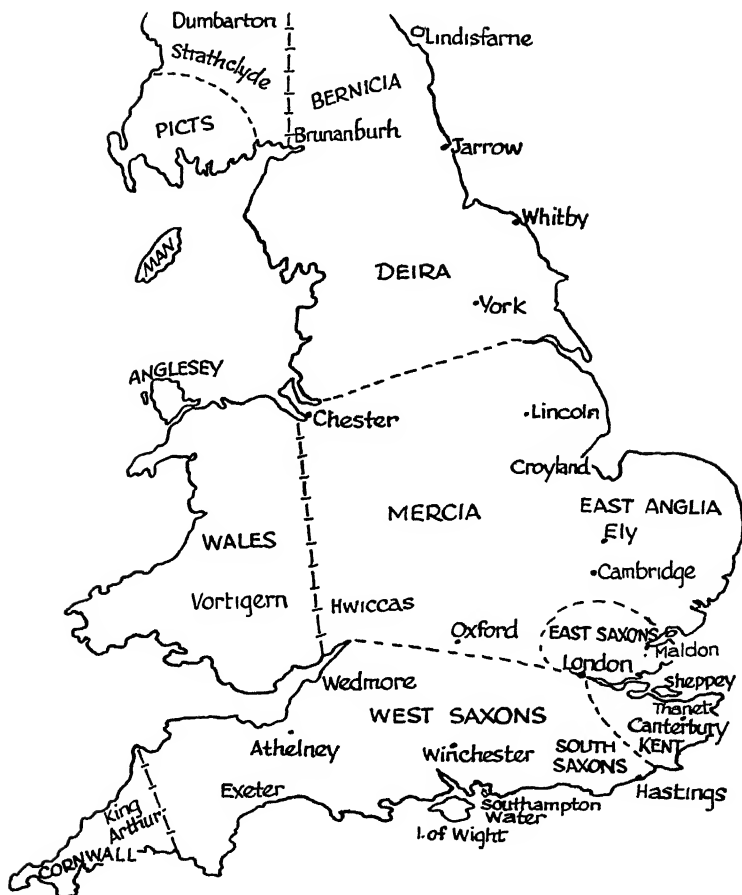 Dumbarton
Strathclyde
Lindisfarne
BERNICIA
PICTS
Brunanburh
Jarrow
Whitby
MAN
DEIRA
York
ANGLESEY
Chester
Lincoln
Croyland
MERCIA
EAST ANGLIA
Ely
WALES
Cambridge
Vortigern
Hwiccas
Oxford
EAST SAXONS
Maldon
London
Sheppey
Wedmore
Thanet
WEST SAXONS
Canterbury
Athelney
Winchester
SOUTH
SAXONS
KENT
Exeter
Hastings
Southampton
Water
I. of Wight
King
Arthur
CORNWALL